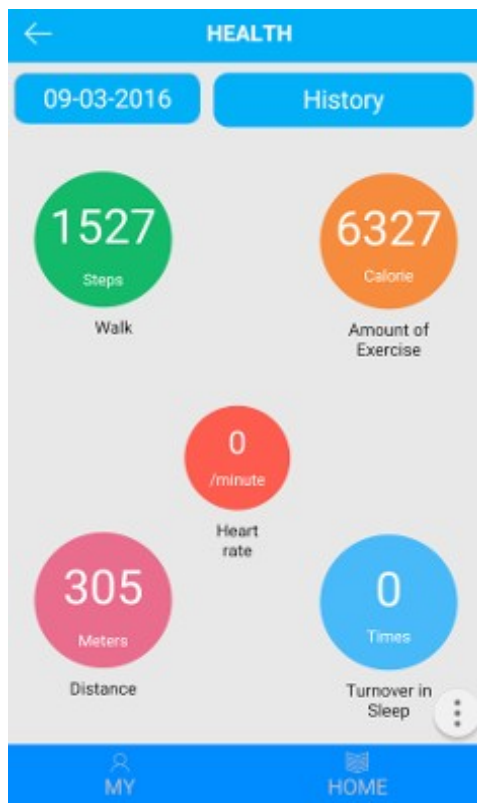 HEALTH
09-03-2016
History
1527
Steps
Walk
6327
Calorie
Amount of
Exercise
0
/minute
Heart
rate
305
Meters
Distance
0
Times
Turnover in
Sleep
MY
HOME